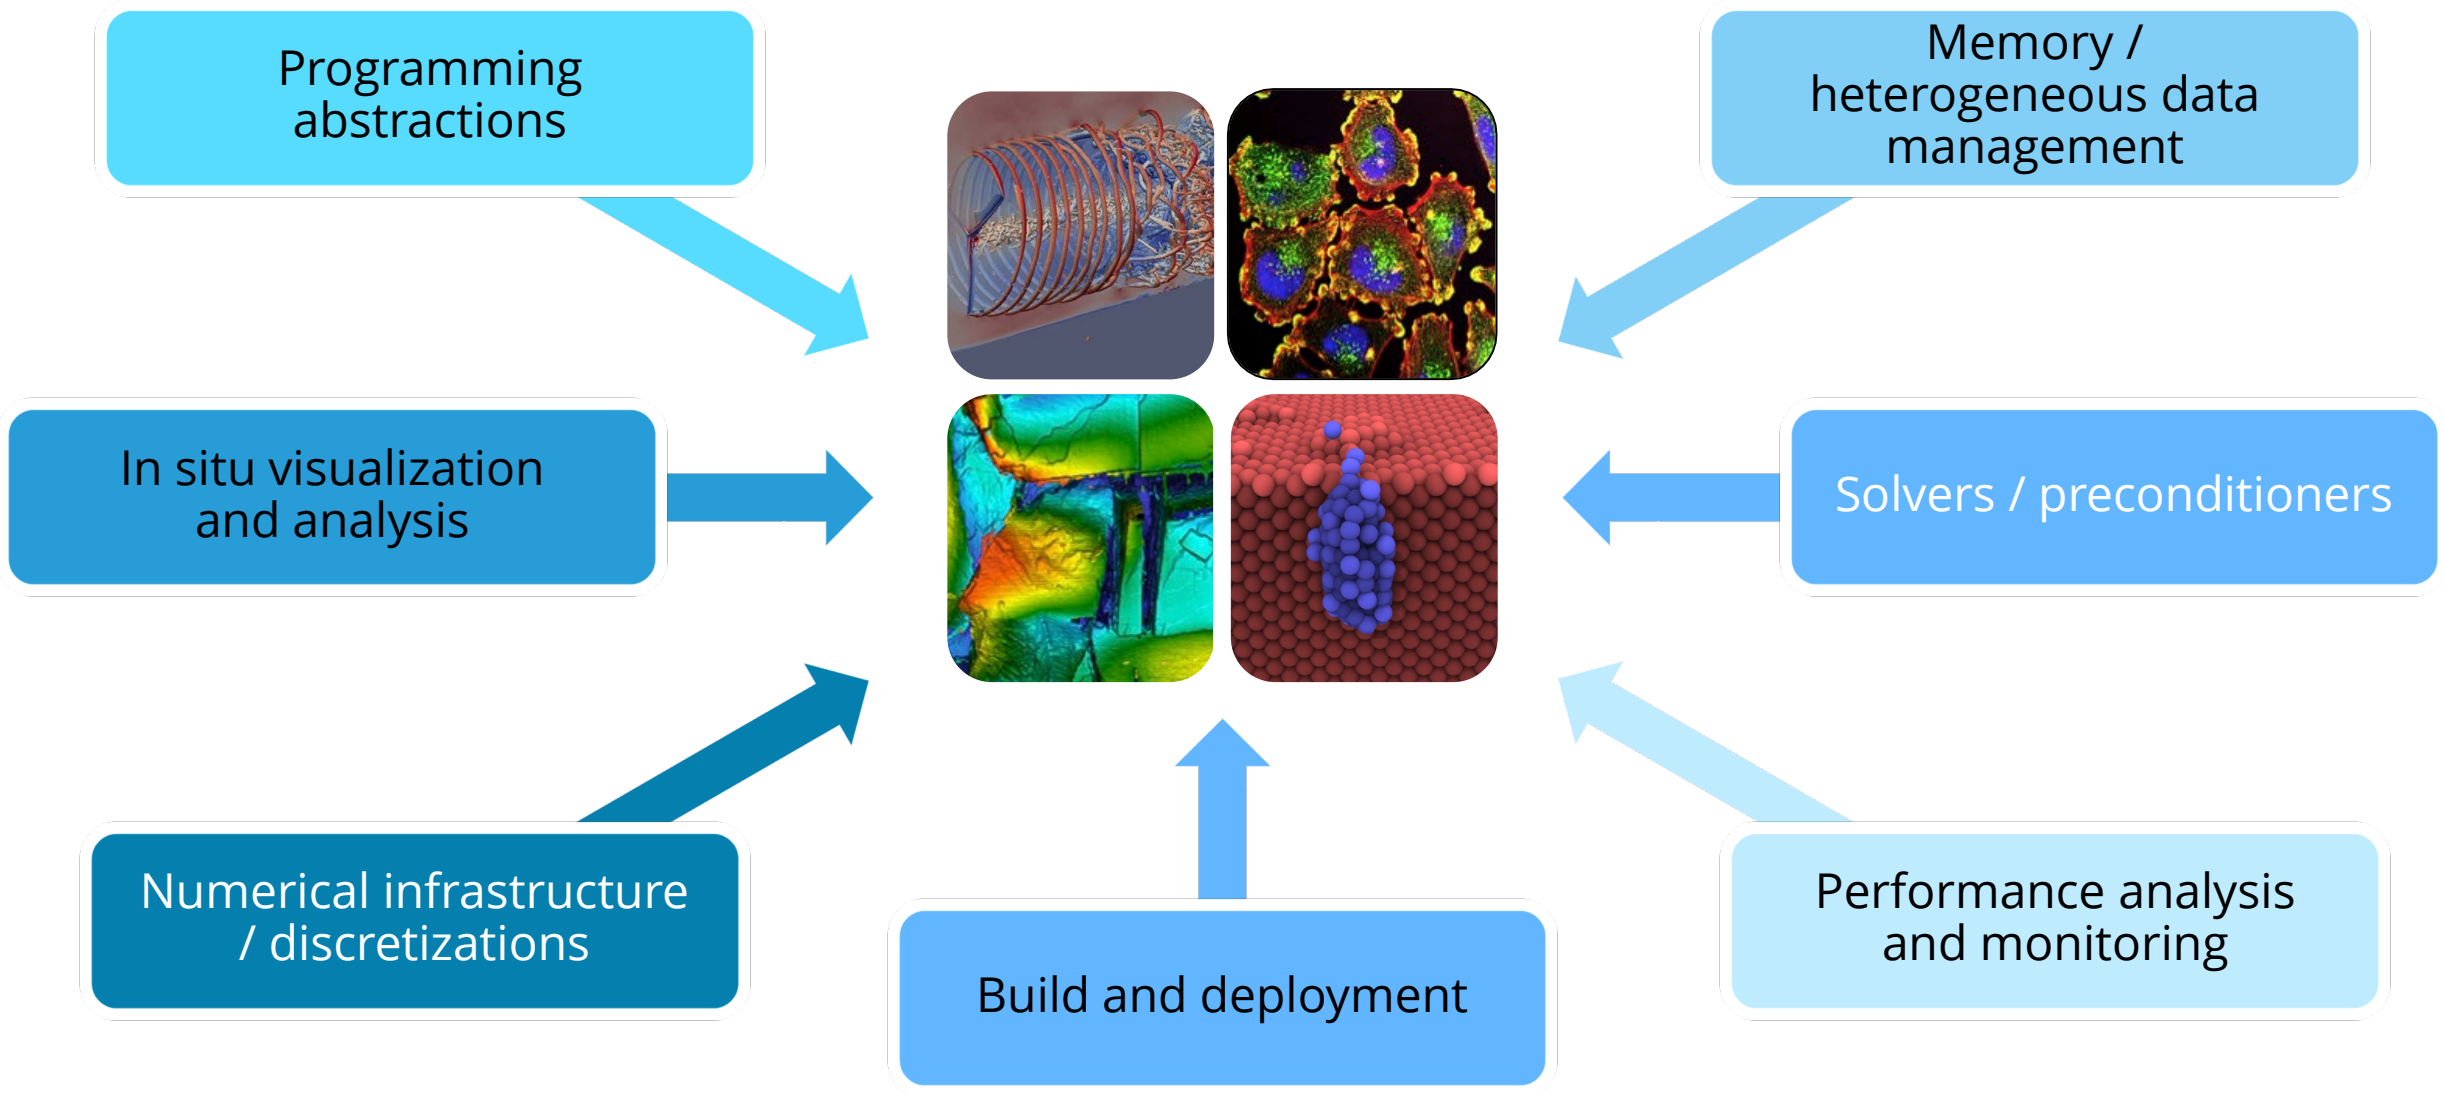 Programming
abstractions
Memory /
heterogeneous data
management
In situ visualization
and analysis
Solvers / preconditioners
Numerical infrastructure
/ discretizations
Performance analysis
and monitoring
Build and deployment